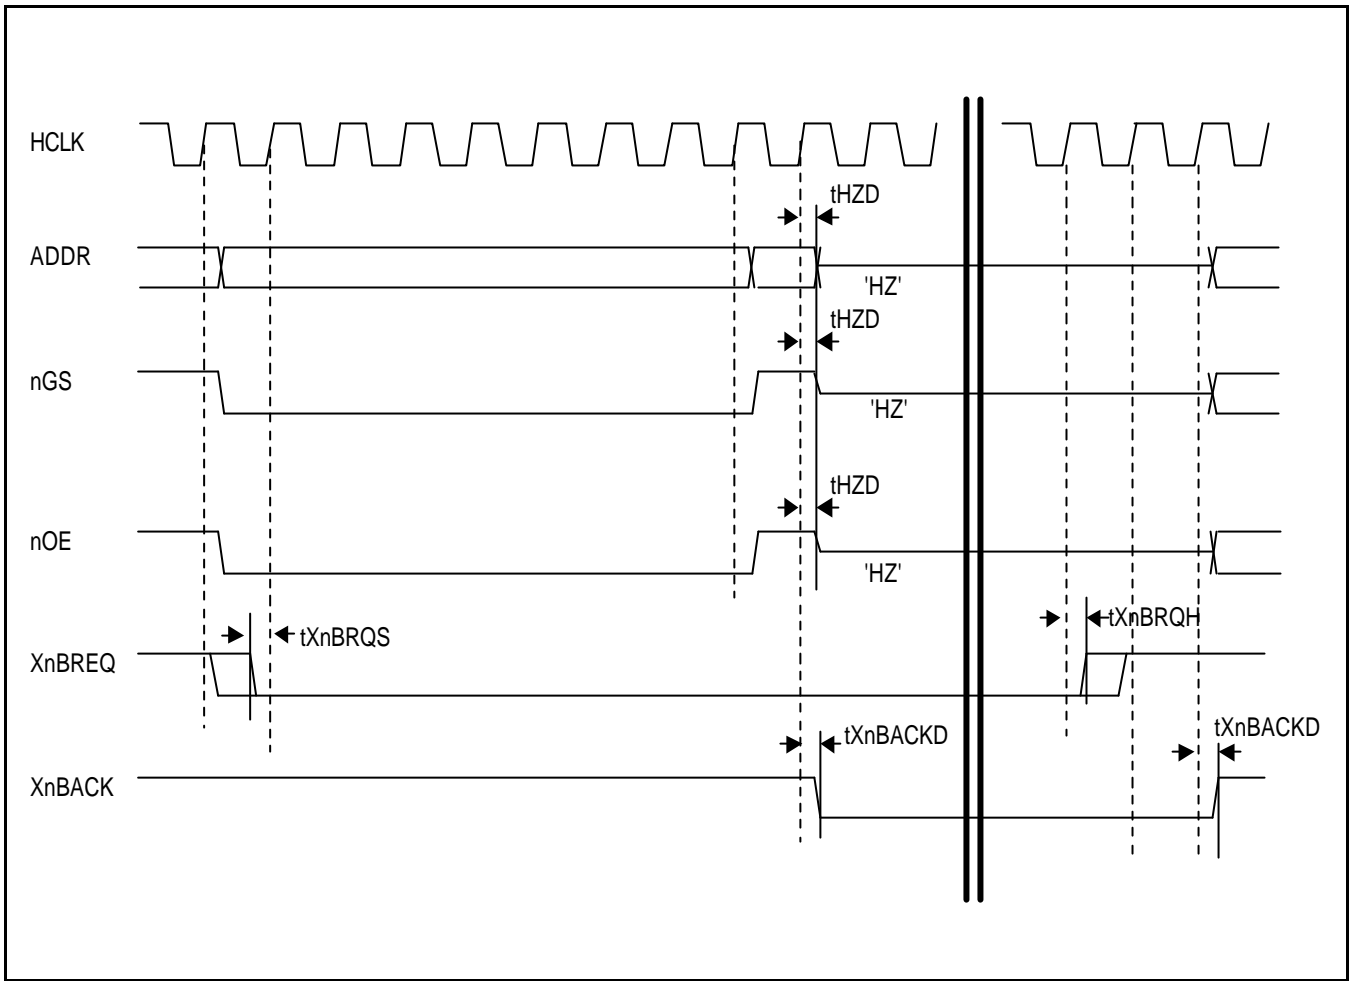 HCLK
tHZD
ADDR
'HZ'
tHZD
nGS
'HZ'
tHZD
nOE
'HZ'
tXnBRQS
tXnBRQH
XnBREQ
tXnBACKD
tXnBACKD
XnBACK